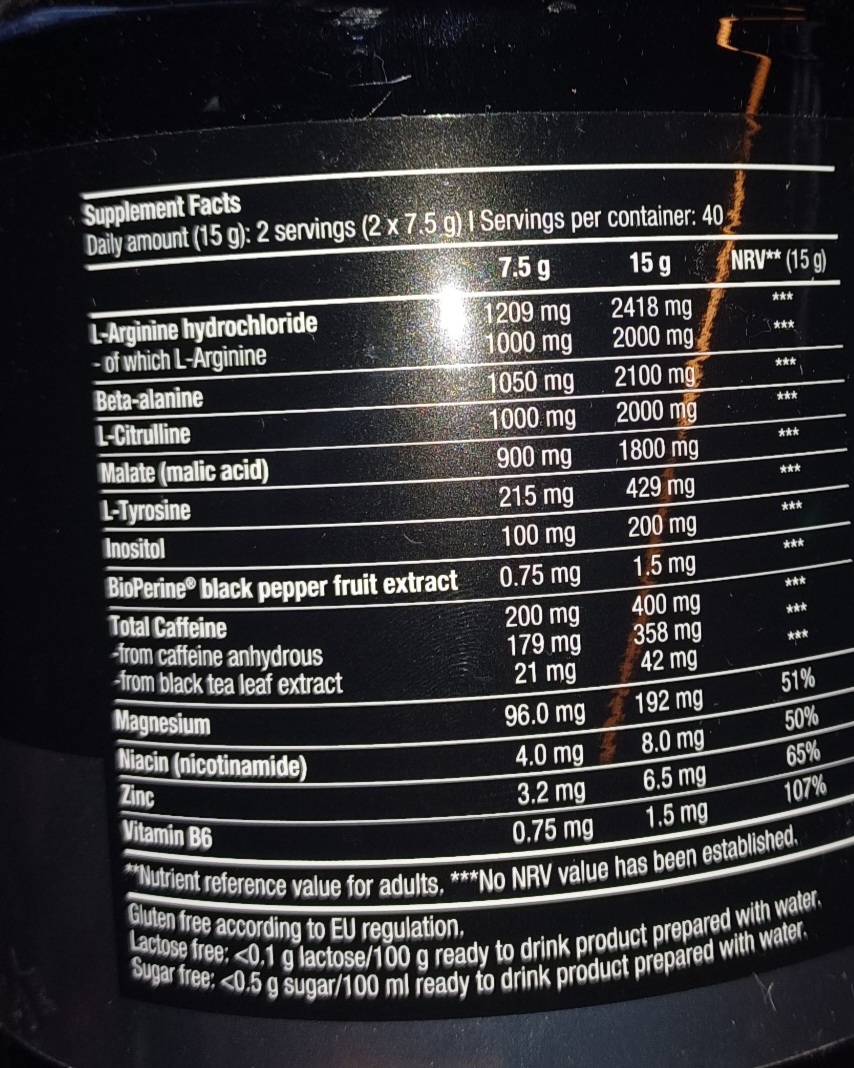 Supplement Facts
Daily amount (15 g): 2 servings (2 x 7.5 g) | Servings per container: 40
7.5 g 15 g NRV** (15 g)
L-Arginine hydrochloride 1209 mg 2418 mg ***
- of which L-Arginine 1000 mg 2000 mg ***
Beta-alanine 1050 mg 2100 mg ***
L-Citrulline 1000 mg 2000 mg ***
Malate (malic acid) 900 mg 1800 mg ***
L-Tyrosine 215 mg 429 mg ***
Inositol 100 mg 200 mg ***
BioPerine® black pepper fruit extract 0.75 mg 1.5 mg ***
Total Caffeine 200 mg 400 mg ***
-from caffeine anhydrous 179 mg 358 mg ***
-from black tea leaf extract 21 mg 42 mg ***
Magnesium 96.0 mg 192 mg 51%
Niacin (nicotinamide) 4.0 mg 8.0 mg 50%
Zinc 3.2 mg 6.5 mg 65%
Vitamin B6 0.75 mg 1.5 mg 107%
**Nutrient reference value for adults, ***No NRV value has been established.
Gluten free according to EU regulation.
Lactose free: <0.1 g lactose/100 g ready to drink product prepared with water.
Sugar free: <0.5 g sugar/100 ml ready to drink product prepared with water.